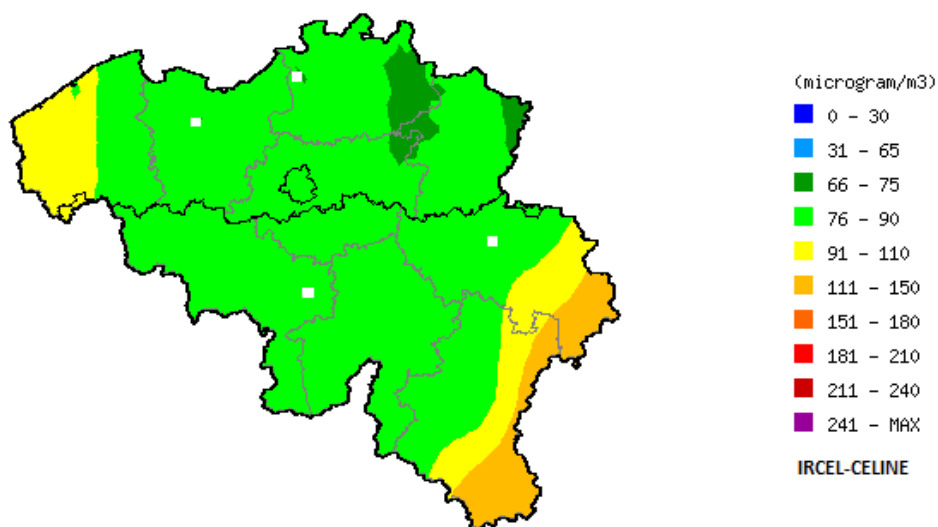 (microgram/m3)
0 - 30
31 - 65
66 - 75
76 - 90
91 - 110
111 - 150
151 - 180
181 - 210
211 - 240
241 - MAX
IRCEL-CELINE